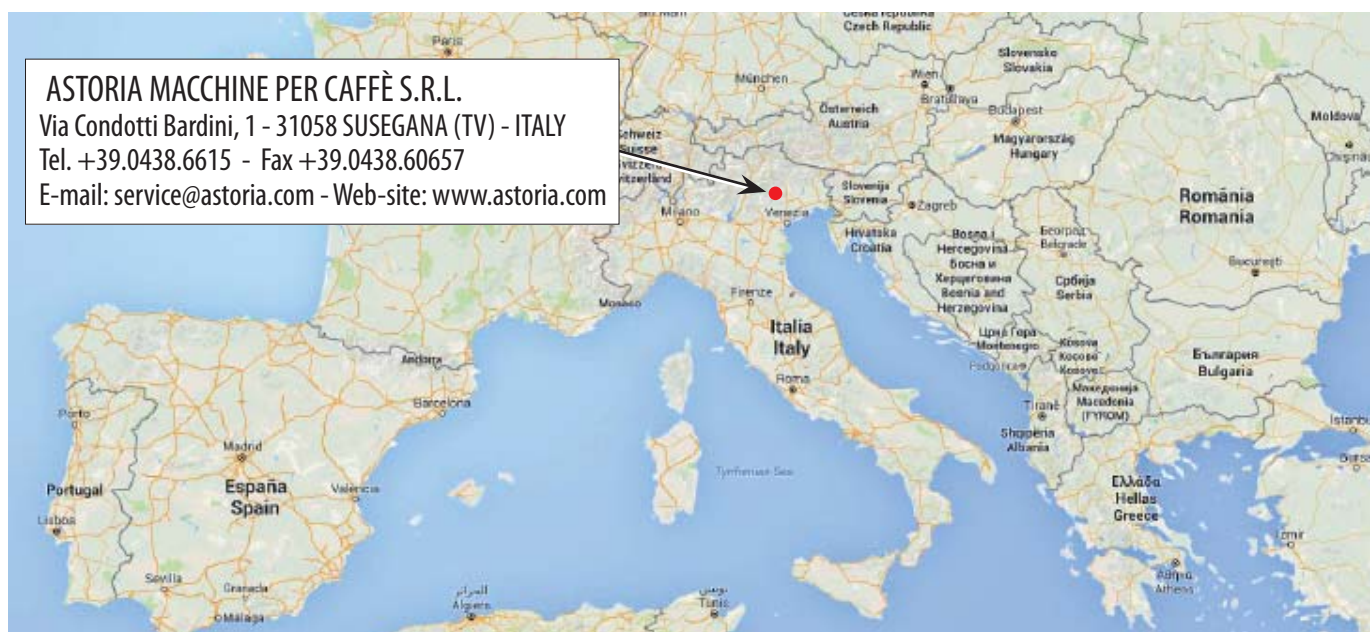 ASTORIA MACCHINE PER CAFFÈ S.R.L.
Via Condotti Bardini, 1 - 31058 SUSEGANA (TV) - ITALY
Tel. +39.0438.6615 - Fax +39.0438.60657
E-mail: service@astoria.com - Web-site: www.astoria.com
Paris
Czech Republic
Slovensko
Slovakia
München
Wien
Bratislava
Österreich
Austria
Budapest
Magyarország
Hungary
Moldova
Suisse
Slovenija
Slovenia
Zagreb
România
Romania
Milano
Venezia
Hrvatska
Croatia
Bosna i
Hercegovina
Босна и
Херцеговина
Bosnia and
Herzegovina
Београд
Belgrade
Србија
Serbia
București
Monaco
Firenze
Italia
Italy
Црна Гора
Montenegro
Kosova
Косово
Kosovo
България
Bulgaria
Andorra
Roma
Podgorica
Македонија
Macedonia
(FYROM)
Barcelona
Porto
Tiranë
Shqipëria
Albania
Madrid
Tyrrhenian Sea
Portugal
España
Spain
Valencia
Ελλάδα
Hellas
Greece
Lisboa
Izmir
Sevilla
Granada
Málaga
الجزائر
Algiers
تونس
Tunis
Αθήνα
Athens